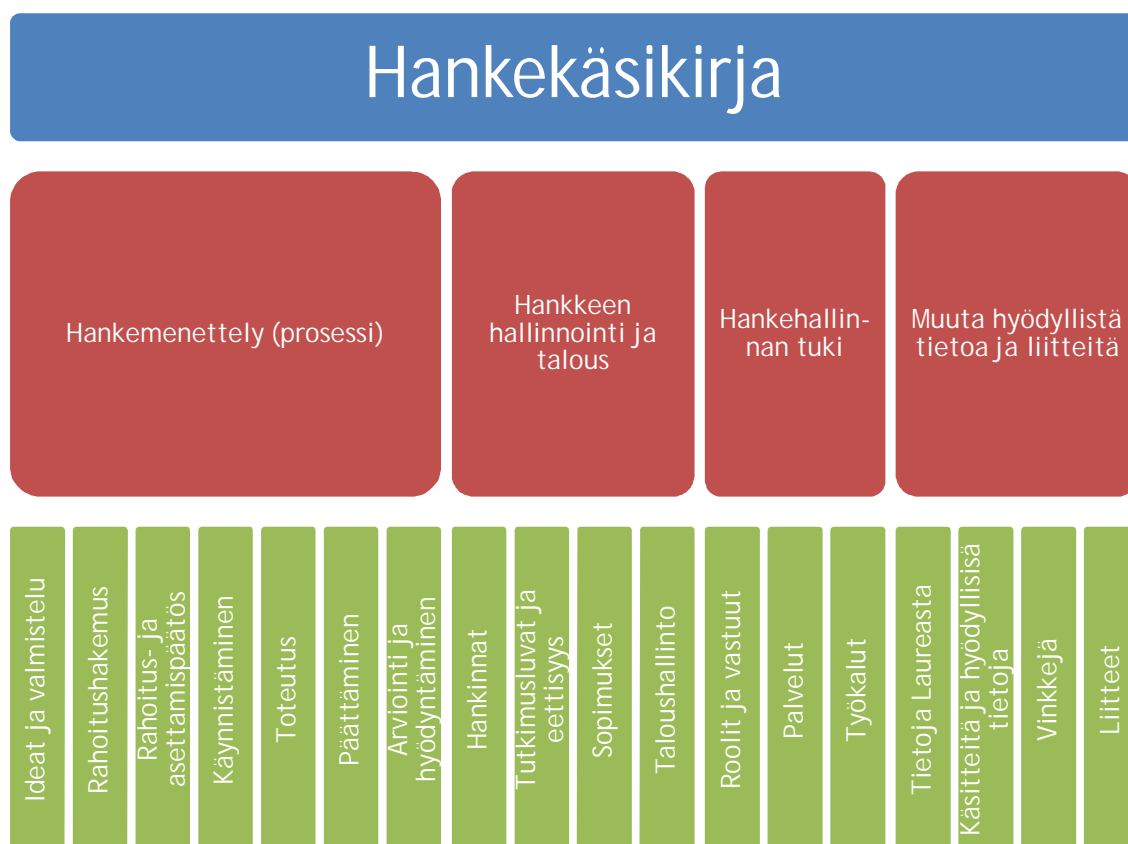 Hankekäsikirja
Hankemenettely (prosessi)
Hankkeen
hallinnointi ja
talous
Hankehallin-
nan tuki
Muuta hyödyllistä
tietoa ja liitteitä
Ideat ja valmistelu
Rahoitushakemus
Rahoitus- ja
asettamispäätös
Käynnistäminen
Toteutus
Päättäminen
Arviointi ja
hyödyntäminen
Hankinnat
Tutkimusluvat ja
eettisyys
Sopimukset
Taloushallinto
Roolit ja vastuut
Palvelut
Työkalut
Tietoja Laureasta
Käsitteitä ja hyödyllisisä
tietoja
Vinkkejä
Liitteet